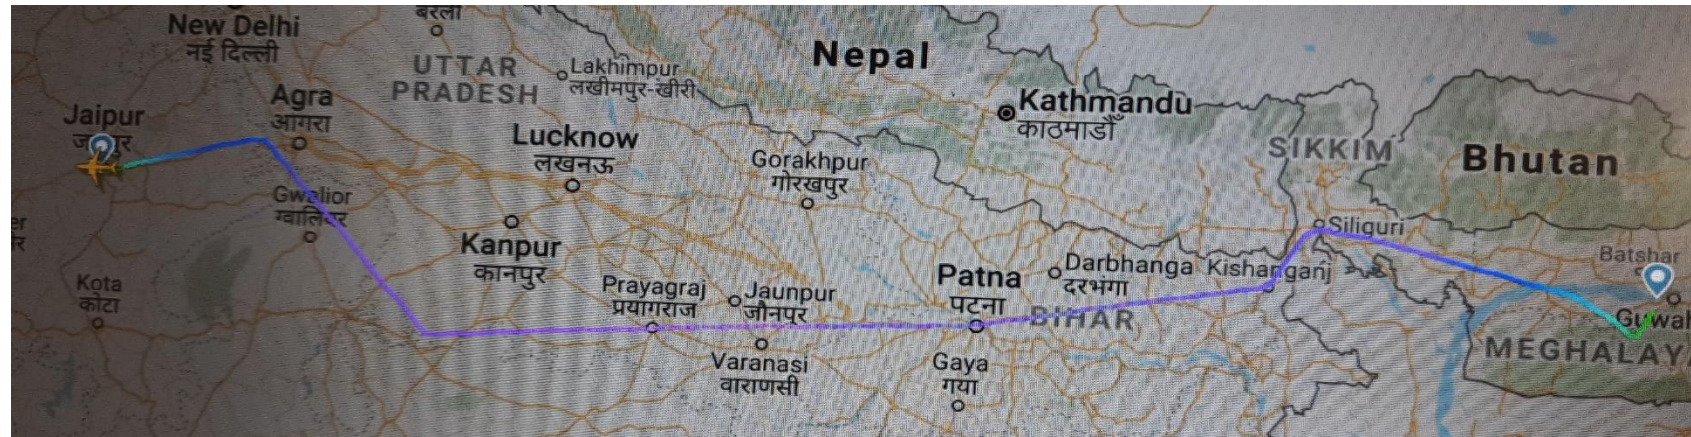 बरेली
New Delhi
नई दिल्ली
Nepal
UTTAR
PRADESH
Lakhimpur
लखीमपुर-खीरी
Agra
आगरा
Jaipur
Kathmandu
काठमाडौँ
Lucknow
लखनऊ
Gorakhpur
गोरखपुर
SIKKIM
Bhutan
Gwalior
ग्वालियर
Siliguri
Kanpur
कानपुर
Batshar
Kota
कोटा
Prayagraj
प्रयागराज
Jaunpur
जौनपुर
Patna
पटना
Darbhanga
दरभंगा
Kishanganj
BIHAR
Varanasi
वाराणसी
Gaya
गया
Guwah
MEGHALAYA